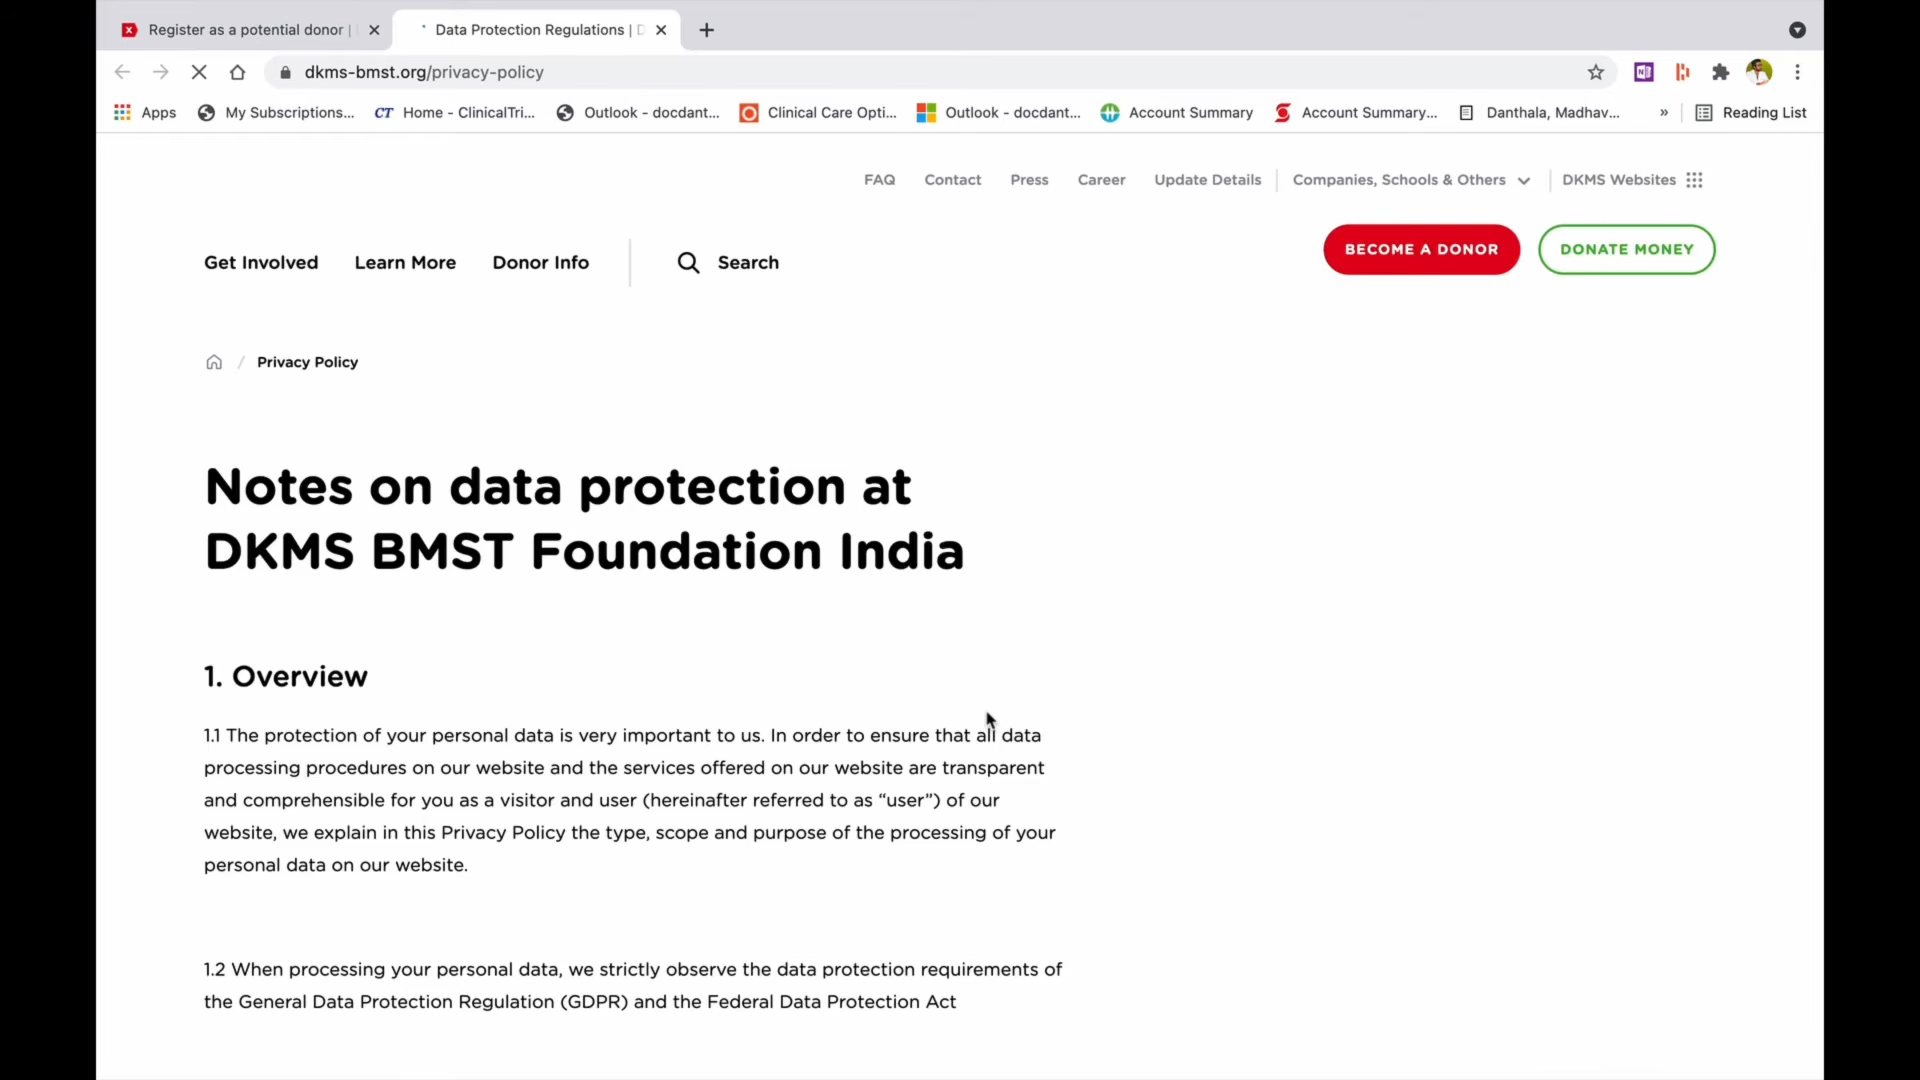 Register as a potential donor |
Data Protection Regulations | D
dkms-bmst.org/privacy-policy
Apps
My Subscriptions...
CT Home - ClinicalTri...
Outlook - docdant...
Clinical Care Opti...
Outlook - docdant...
Account Summary
Account Summary...
Danthala, Madhav...
»
Reading List
FAQ
Contact
Press
Career
Update Details
Companies, Schools & Others
DKMS Websites
Get Involved
Learn More
Donor Info
Search
BECOME A DONOR
DONATE MONEY
/ Privacy Policy
Notes on data protection at
DKMS BMST Foundation India
1. Overview
1.1 The protection of your personal data is very important to us. In order to ensure that all data
processing procedures on our website and the services offered on our website are transparent
and comprehensible for you as a visitor and user (hereinafter referred to as “user”) of our
website, we explain in this Privacy Policy the type, scope and purpose of the processing of your
personal data on our website.
1.2 When processing your personal data, we strictly observe the data protection requirements of
the General Data Protection Regulation (GDPR) and the Federal Data Protection Act